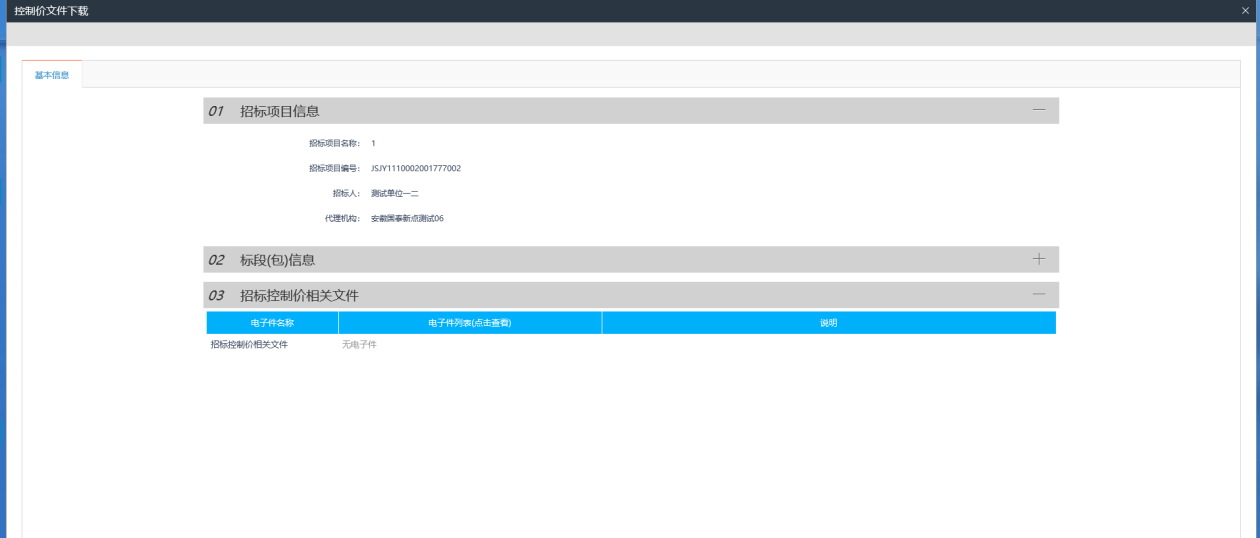 控制价文件下载
基本信息
01 招标项目信息
招标项目名称： 1
招标项目编号： JSJY1110002001777002
招标人： 测试单位一二
代理机构： 安徽国泰新点测试06
02 标段(包)信息
03 招标控制价相关文件
电子件名称 电子件列表(点击查看) 说明
招标控制价相关文件 无电子件